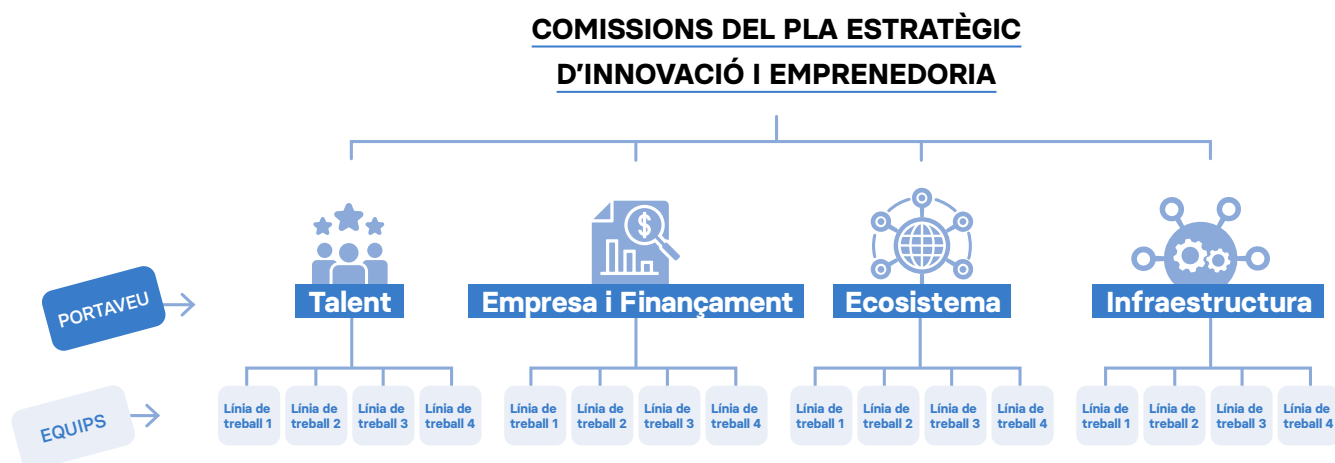 COMISSIONS DEL PLA ESTRATÈGIC
D'INNOVACIÓ I EMPRENEDORIA
PORTAVEU
Talent
Empresa i Finançament
Ecosistema
Infraestructura
EQUIPS
Línia de
treball 1
Línia de
treball 2
Línia de
treball 3
Línia de
treball 4
Línia de
treball 1
Línia de
treball 2
Línia de
treball 3
Línia de
treball 4
Línia de
treball 1
Línia de
treball 2
Línia de
treball 3
Línia de
treball 4
Línia de
treball 1
Línia de
treball 2
Línia de
treball 3
Línia de
treball 4